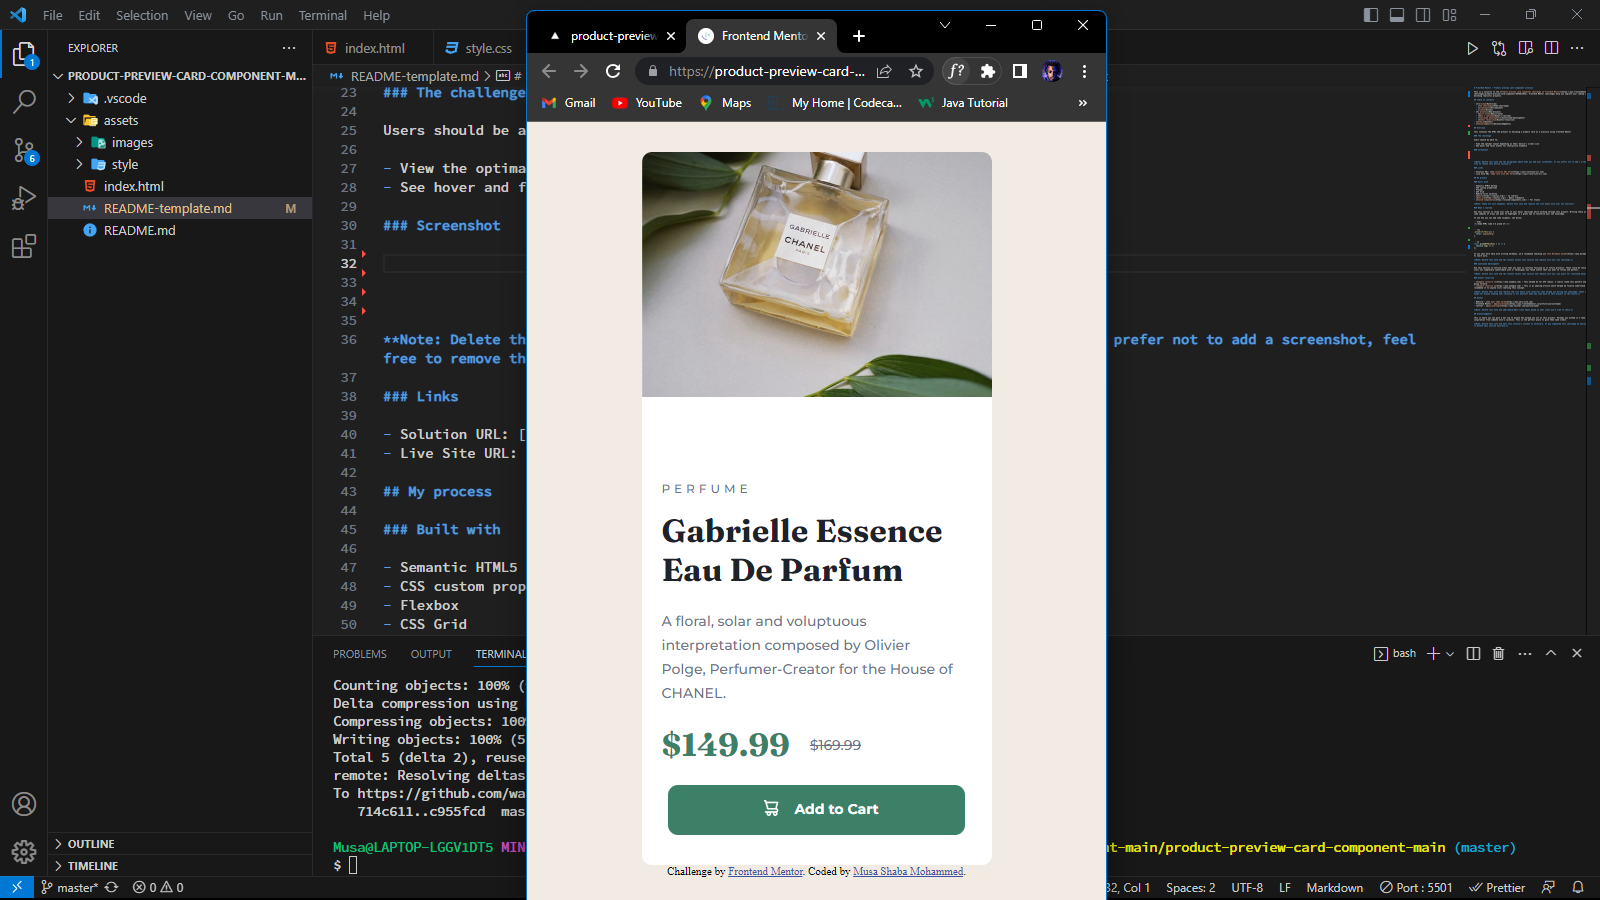 File Edit Selection View Go Run Terminal Help
EXPLORER
PRODUCT-PREVIEW-CARD-COMPONENT-M...
.vscode
assets
images
style
index.html
README-template.md M
README.md
OUTLINE
TIMELINE
1
6
index.html
style.css
README-template.md > #
23 ### The challenge
24
25 Users should be a
26
27 - View the optima
28 - See hover and f
29
30 ### Screenshot
31
32
33
34
35
36 **Note: Delete th
prefer not to add a screenshot, feel
free to remove th
37
38 ### Links
39
40 - Solution URL: [
41 - Live Site URL:
42
43 ## My process
44
45 ### Built with
46
47 - Semantic HTML5
48 - CSS custom prop
49 - Flexbox
50 - CSS Grid
PROBLEMS OUTPUT TERMINAL
bash
Counting objects: 100% (
Delta compression using
Compressing objects: 100%
Writing objects: 100% (5
Total 5 (delta 2), reuse
remote: Resolving deltas
To https://github.com/wa
714c611..c955fcd mas
Musa@LAPTOP-LGGV1DT5 MIN
t-main/product-preview-card-component-main (master)
$
product-preview
Frontend Mento
https://product-preview-card-...
f?
Gmail YouTube Maps My Home | Codeca... Java Tutorial »
GABRIELLE
CHANEL
PARIS
PERFUME
Gabrielle Essence
Eau De Parfum
A floral, solar and voluptuous
interpretation composed by Olivier
Polge, Perfumer-Creator for the House of
CHANEL.
$149.99 $169.99
Add to Cart
Challenge by Frontend Mentor. Coded by Musa Shaba Mohammed.
master* 0 0
32, Col 1 Spaces: 2 UTF-8 LF Markdown Port : 5501 Prettier